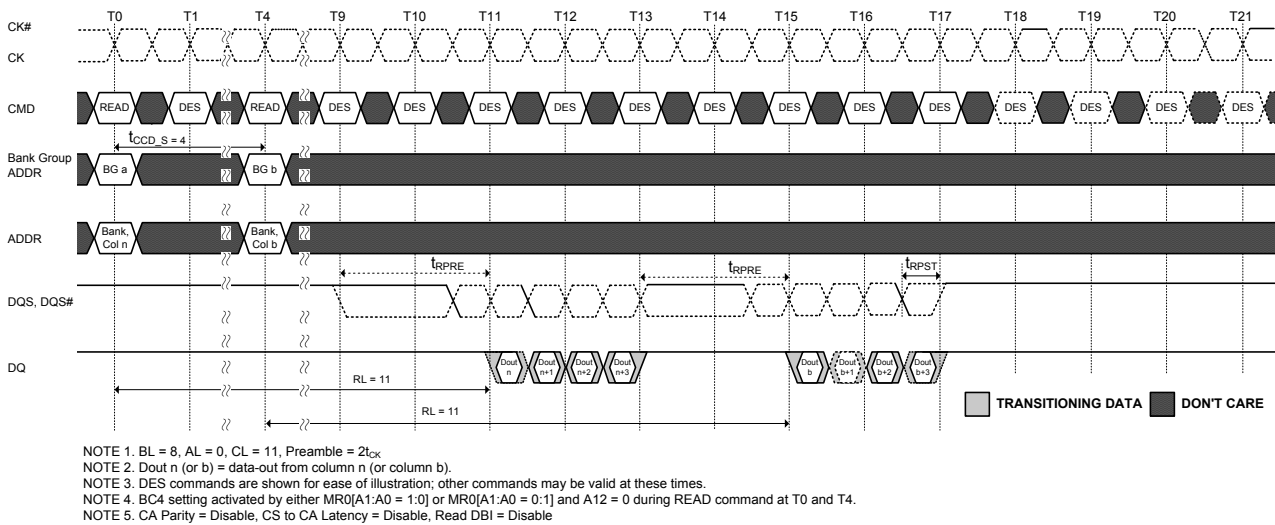 T0 T1 T4 T9 T10 T11 T12 T13 T14 T15 T16 T17 T18 T19 T20 T21
CK#
CK
CMD
READ DES READ DES DES DES DES DES DES DES DES DES DES DES DES DES
tCCD_S = 4
Bank Group
ADDR
BG a BG b
ADDR
Bank, Col n
Bank, Col b
tRPRE tRPRE tRPST
DQS, DQS#
DQ
Dout n Dout n+1 Dout n+2 Dout n+3 Dout b Dout b+1 Dout b+2 Dout b+3
RL = 11
RL = 11
TRANSITIONING DATA DON'T CARE
NOTE 1. BL = 8, AL = 0, CL = 11, Preamble = 2tCK
NOTE 2. Dout n (or b) = data-out from column n (or column b).
NOTE 3. DES commands are shown for ease of illustration; other commands may be valid at these times.
NOTE 4. BC4 setting activated by either MR0[A1:A0 = 1:0] or MR0[A1:A0 = 0:1] and A12 = 0 during READ command at T0 and T4.
NOTE 5. CA Parity = Disable, CS to CA Latency = Disable, Read DBI = Disable